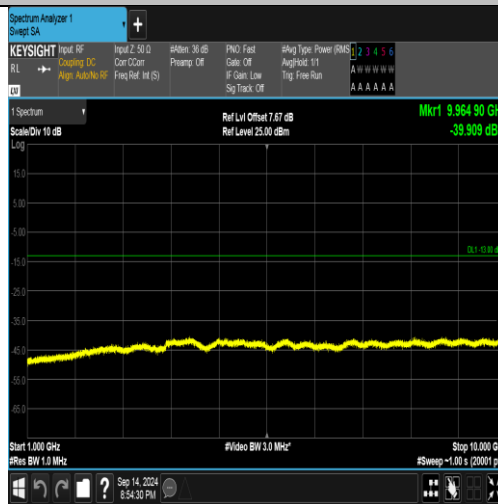 Spectrum Analyzer 1
Swept SA
+
KEYSIGHT Input: RF Input Z: 50 Ω #Atten: 36 dB PNO: Fast #Avg Type: Power (RMS 1 2 3 4 5 6
RL Coupling: DC Corr CCorr Preamp: Off Gate: Off Avg|Hold: 1/1 A W W W W W
Align: Auto/No RF Freq Ref: Int (S) IF Gain: Low Trig: Free Run
Sig Track: Off A A A A A A
1 Spectrum Ref Lvl Offset 7.67 dB Mkr1 9.964 90 GH
Scale/Div 10 dB Ref Level 25.00 dBm -39.909 dB
Log
15.0
5.00
-5.00
DL1 -13.00 d
-15.0
-25.0
-35.0
-45.0
-55.0
-65.0
Start 1.000 GHz #Video BW 3.0 MHz* Stop 10.000 G
#Res BW 1.0 MHz #Sweep ~1.00 s (20001 p
? Sep 14, 2024
8:54:30 PM